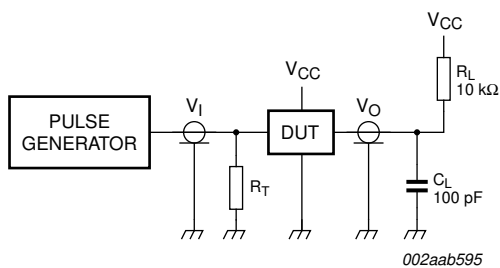 VCC
RL
10 kΩ
VCC
VI
VO
PULSE
GENERATOR
DUT
RT
CL
100 pF
002aab595